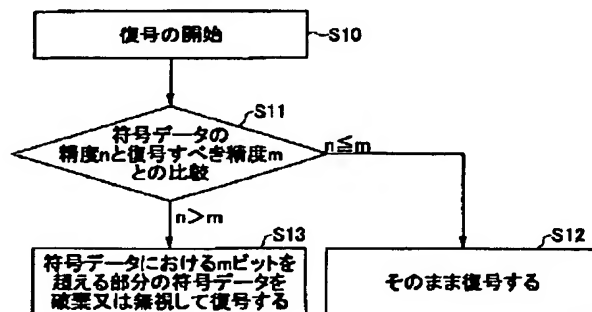 復号の開始
S10
S11
符号データの
精度nと復号すべき精度m
との比較
n≦m
n>m
S13
符号データにおけるmビットを
超える部分の符号データを
破棄又は無視して復号する
S12
そのまま復号する